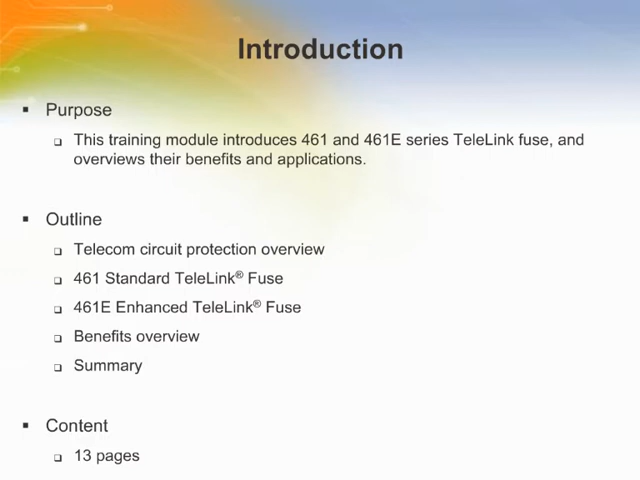 Introduction
▪ Purpose
❑ This training module introduces 461 and 461E series TeleLink fuse, and
overviews their benefits and applications.
▪ Outline
❑ Telecom circuit protection overview
❑ 461 Standard TeleLink® Fuse
❑ 461E Enhanced TeleLink® Fuse
❑ Benefits overview
❑ Summary
▪ Content
❑ 13 pages